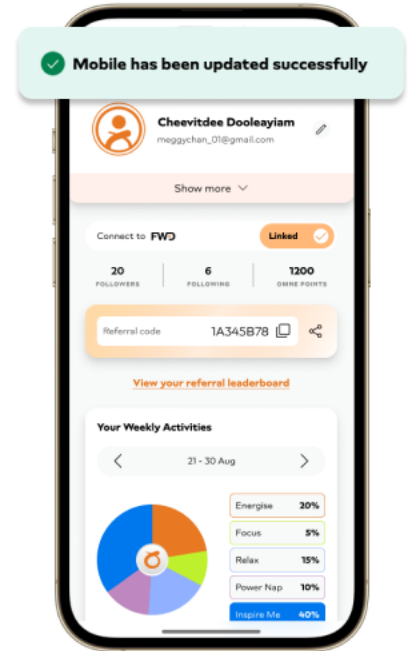 Mobile has been updated successfully
Cheevitdee Dooleayiam
meggychan_01@gmail.com
Show more
Connect to FWD
Linked
20 6 1200
FOLLOWERS FOLLOWING OMNE POINTS
Referral code 1A345B78
View your referral leaderboard
Your Weekly Activities
21 - 30 Aug
Energise 20%
Focus 5%
Relax 15%
Power Nap 10%
Inspire Me 40%